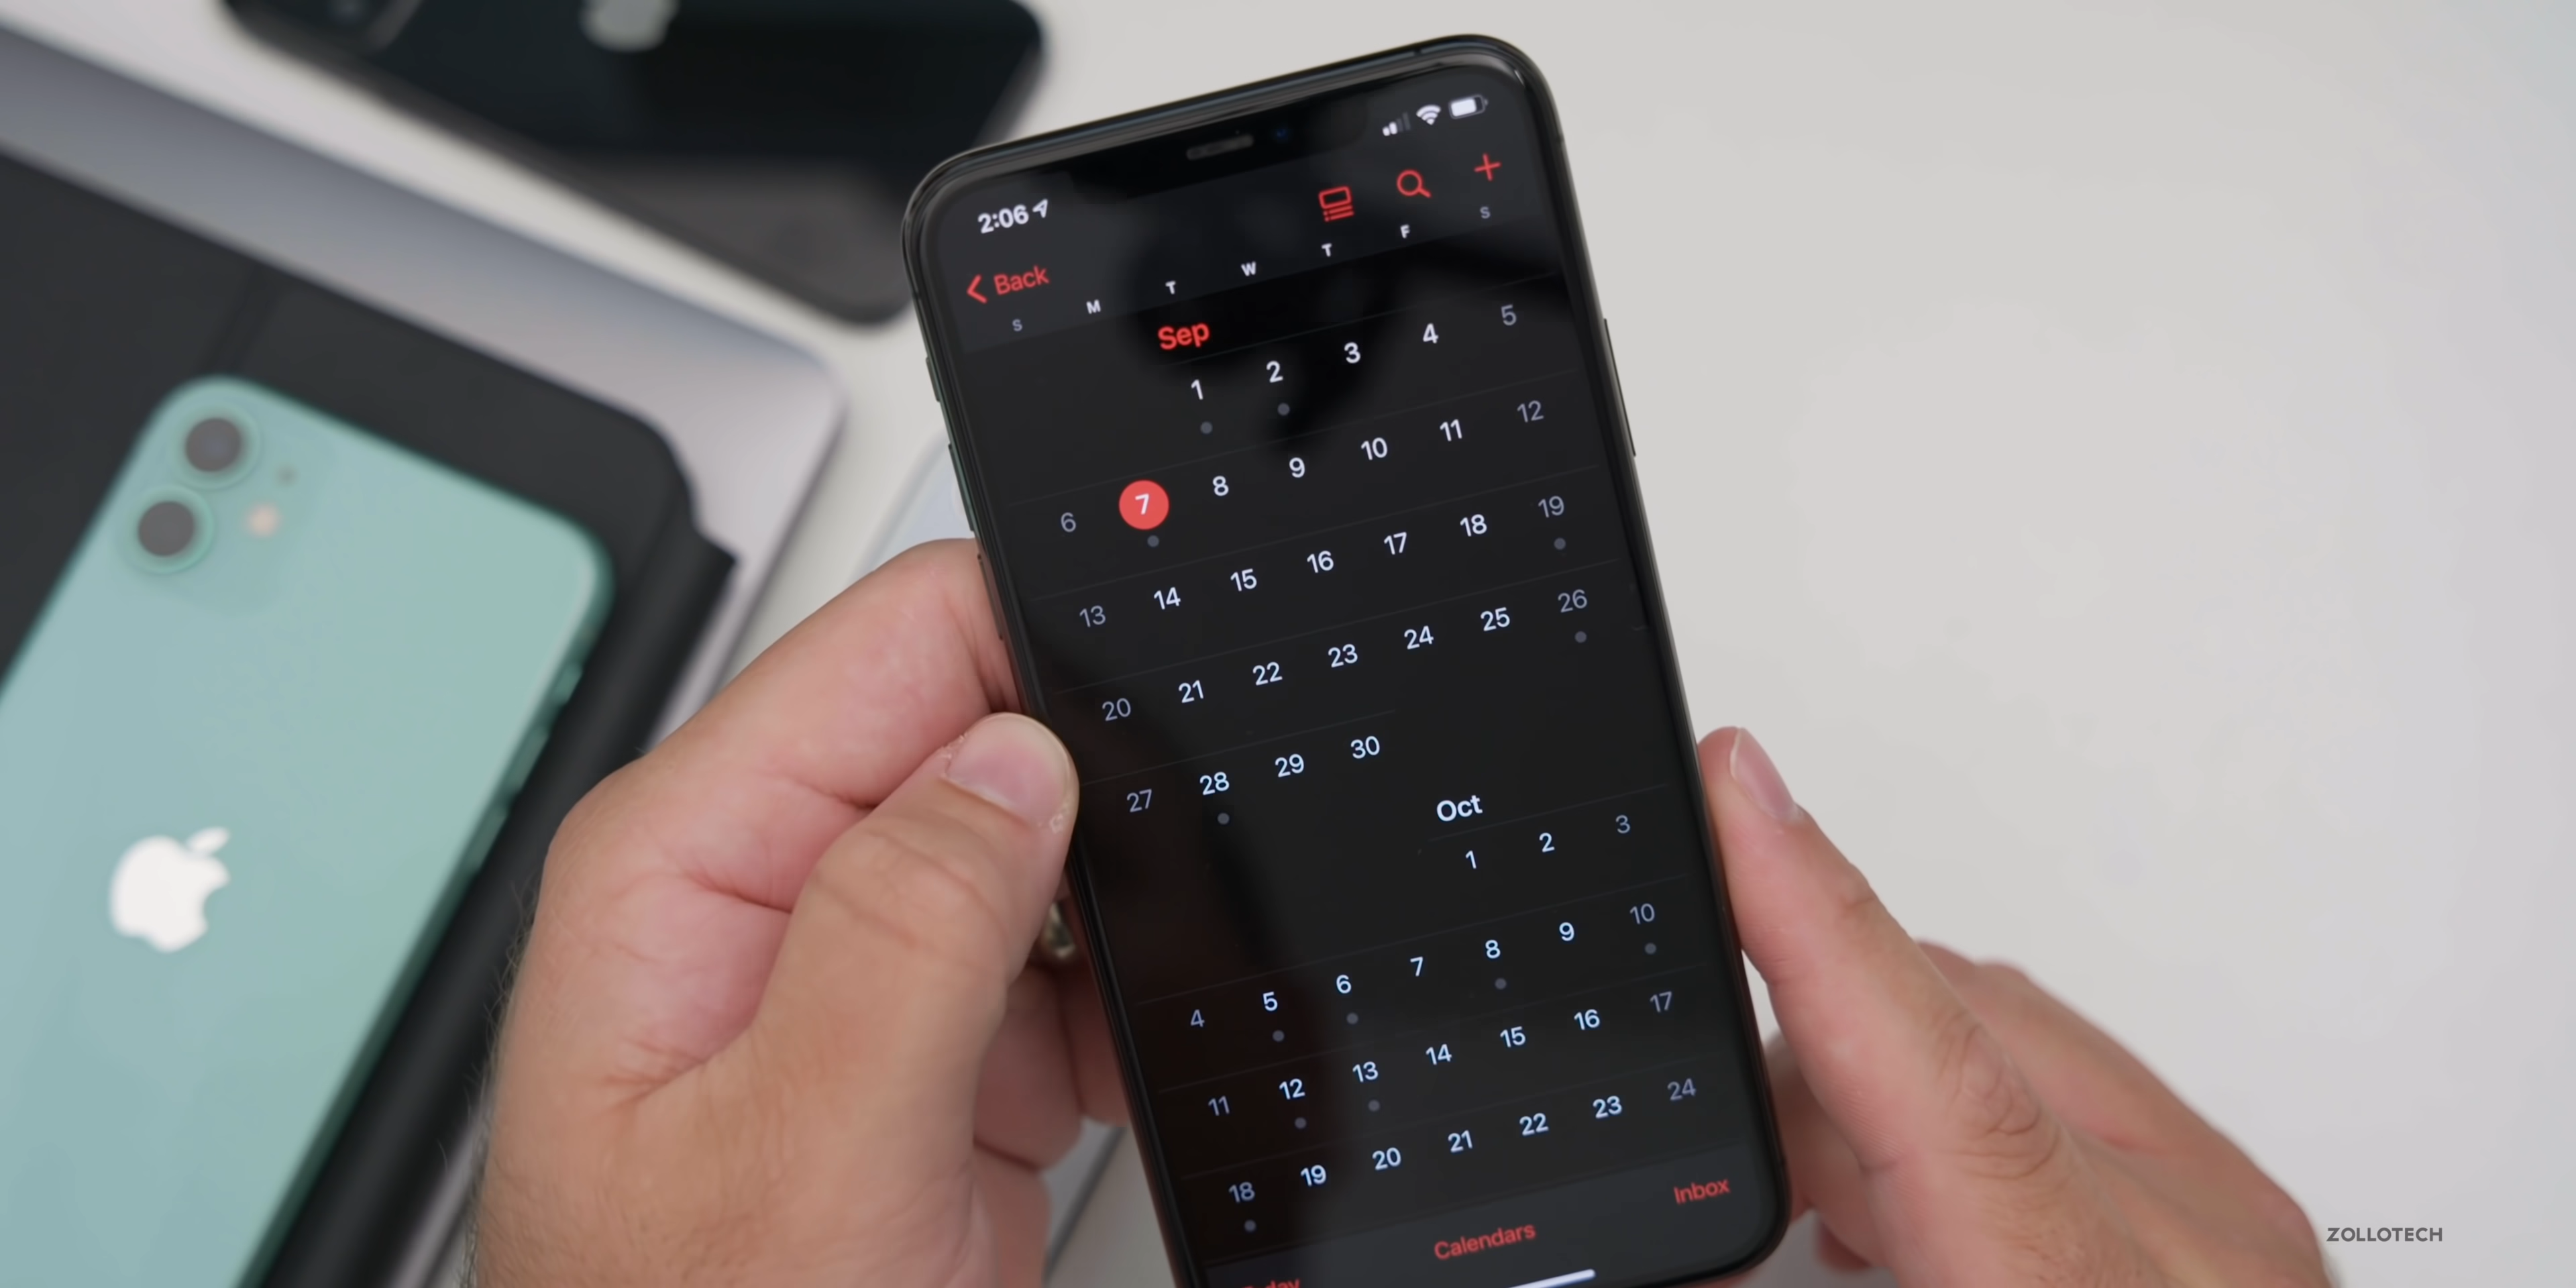 2:06
Back
S M T W T F S
Sep
1 2 3 4 5
6 7 8 9 10 11 12
13 14 15 16 17 18 19
20 21 22 23 24 25 26
27 28 29 30
Oct
1 2 3
4 5 6 7 8 9 10
11 12 13 14 15 16 17
18 19 20 21 22 23 24
Calendars Inbox
ZOLLOTECH